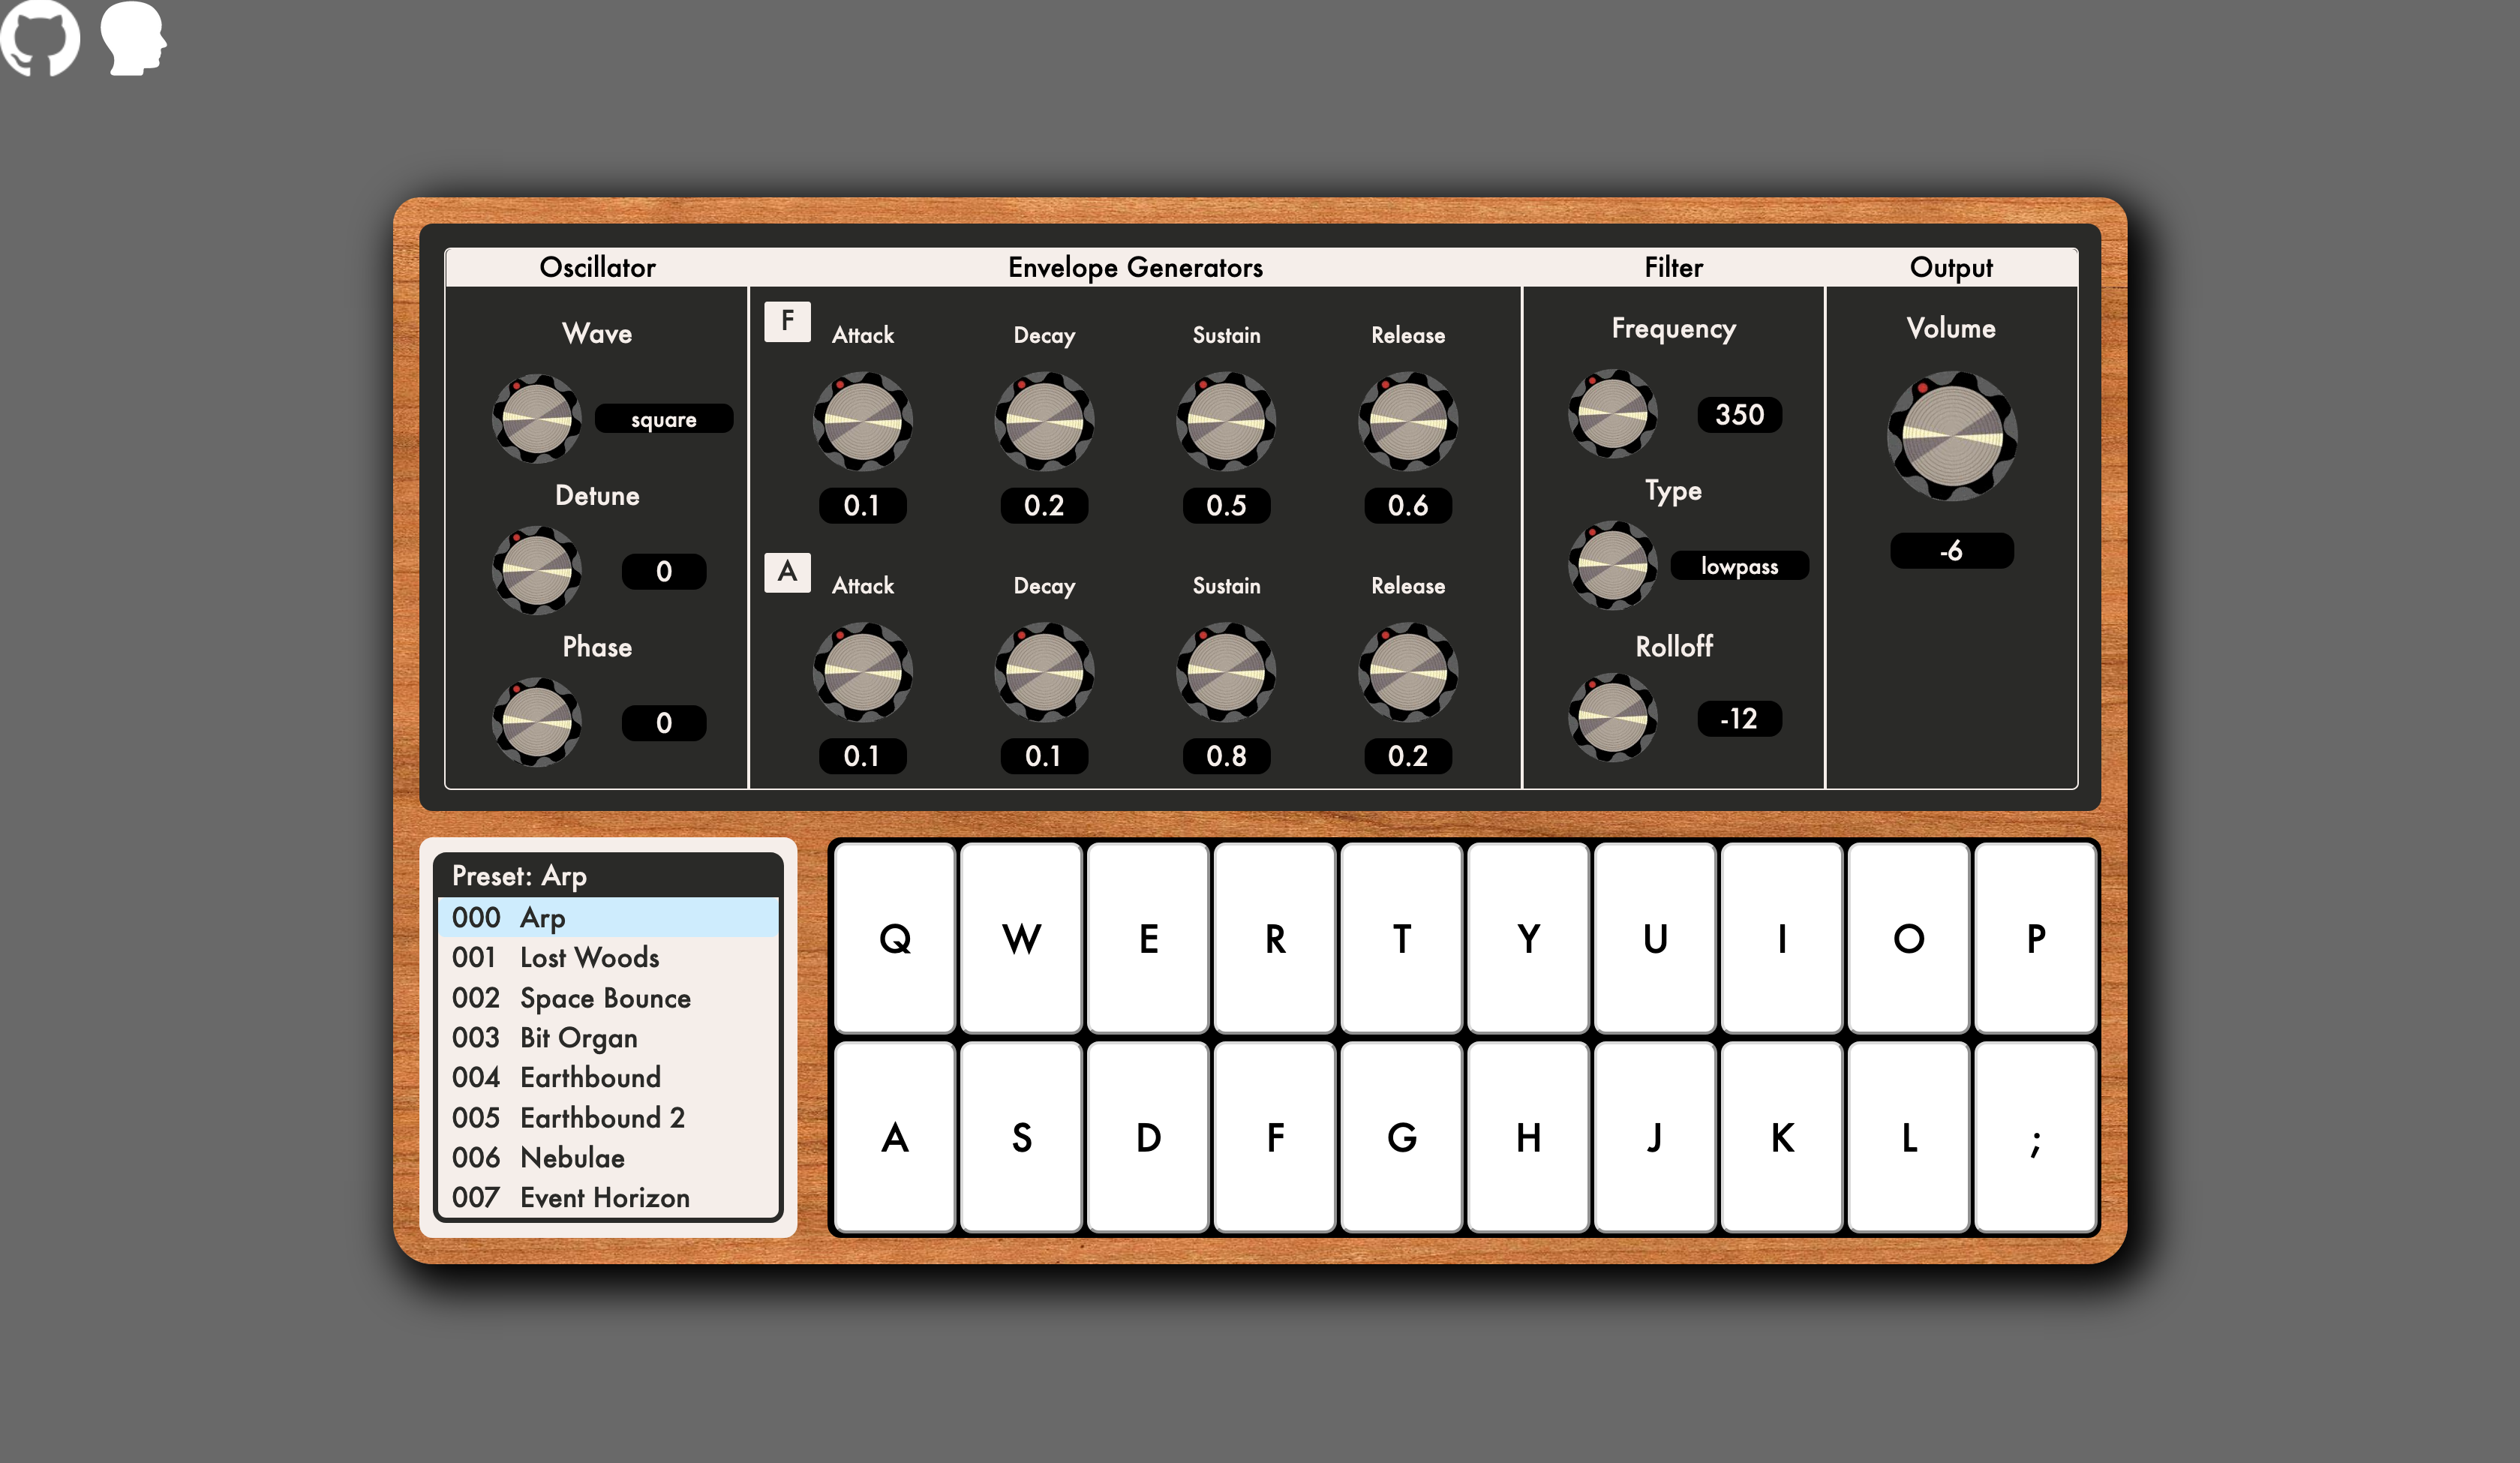 Oscillator Envelope Generators Filter Output
Wave
square
Detune
0
Phase
0
F Attack Decay Sustain Release
0.1 0.2 0.5 0.6
A Attack Decay Sustain Release
0.1 0.1 0.8 0.2
Frequency
350
Type
lowpass
Rolloff
-12
Volume
-6
Preset: Arp
000 Arp
001 Lost Woods
002 Space Bounce
003 Bit Organ
004 Earthbound
005 Earthbound 2
006 Nebulae
007 Event Horizon
Q W E R T Y U I O P
A S D F G H J K L ;